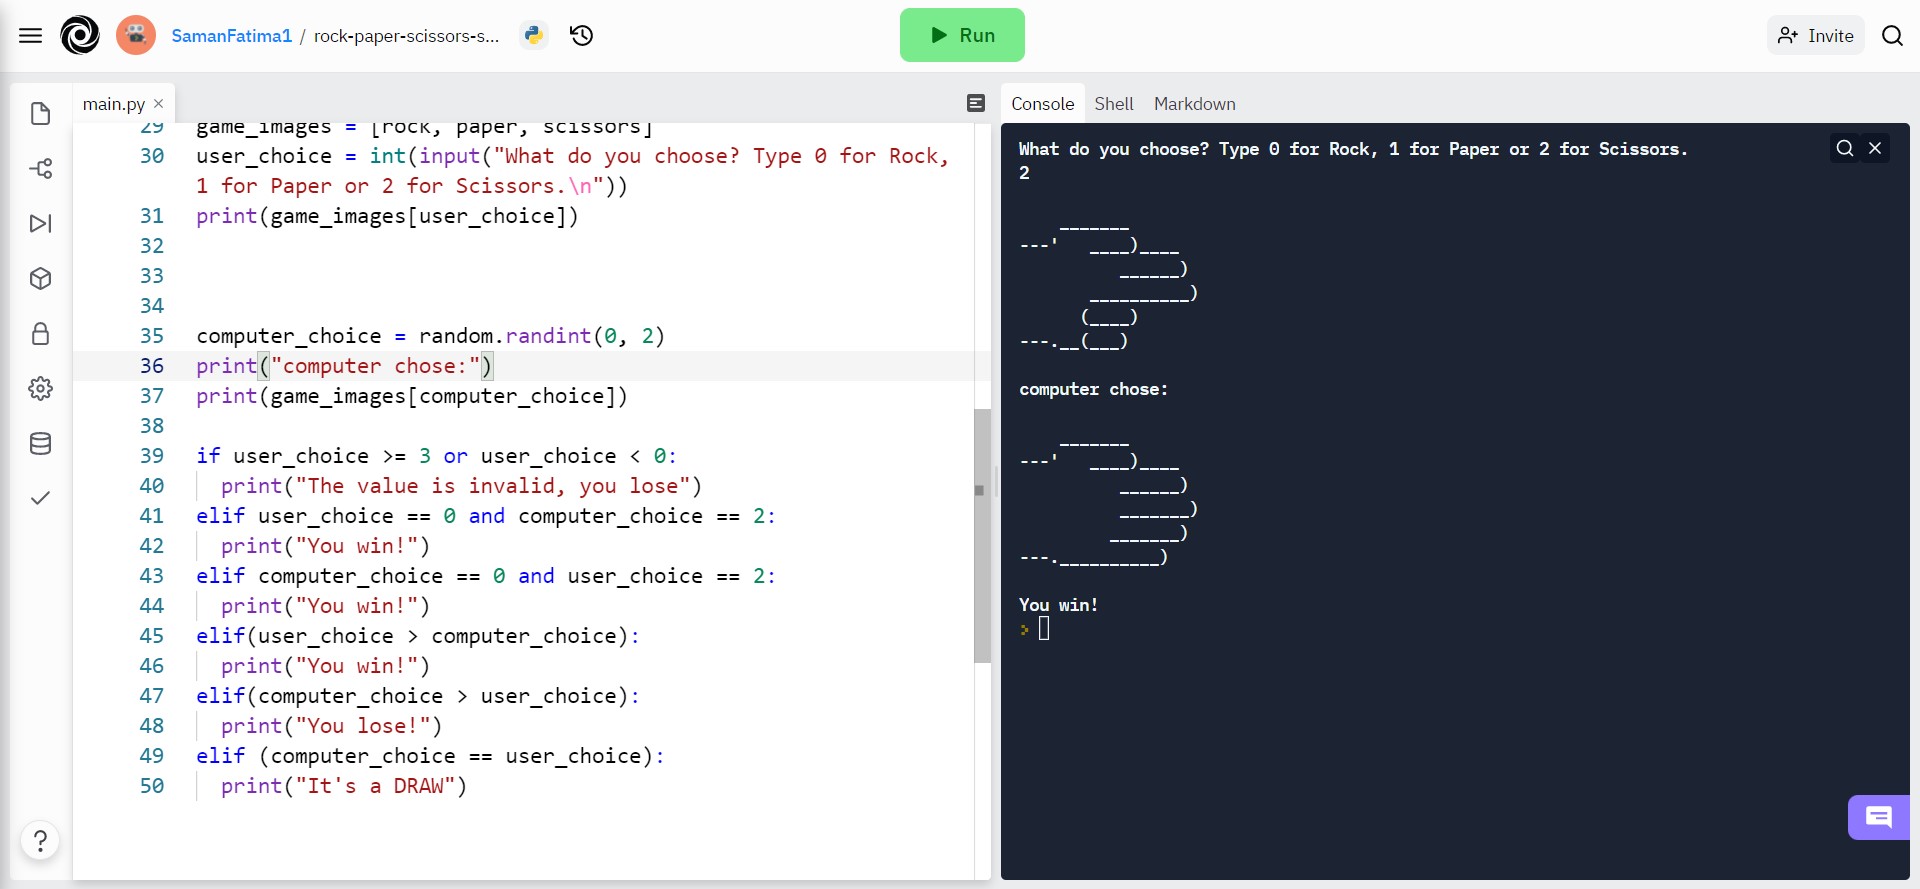 SamanFatima1 / rock-paper-scissors-s...
Run
Invite
main.py ×
29 game_images = [rock, paper, scissors]
30 user_choice = int(input("What do you choose? Type 0 for Rock,
1 for Paper or 2 for Scissors.\n"))
31 print(game_images[user_choice])
32
33
34
35 computer_choice = random.randint(0, 2)
36 print("computer chose:")
37 print(game_images[computer_choice])
38
39 if user_choice >= 3 or user_choice < 0:
40   print("The value is invalid, you lose")
41 elif user_choice == 0 and computer_choice == 2:
42   print("You win!")
43 elif computer_choice == 0 and user_choice == 2:
44   print("You win!")
45 elif(user_choice > computer_choice):
46   print("You win!")
47 elif(computer_choice > user_choice):
48   print("You lose!")
49 elif (computer_choice == user_choice):
50   print("It's a DRAW")
?
Console Shell Markdown
What do you choose? Type 0 for Rock, 1 for Paper or 2 for Scissors.
2
    _______
---'   ____)____
          ______)
       __________)
      (____)
---.__(___)
computer chose:
    _______
---'   ____)____
          ______)
          _______)
         _______)
---.__________)
You win!
>